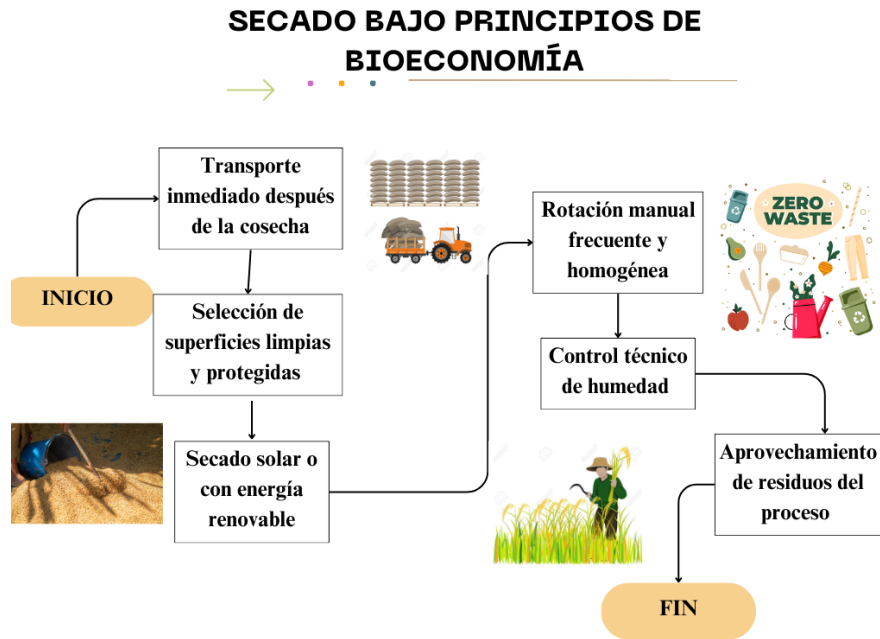 SECADO BAJO PRINCIPIOS DE
BIOECONOMÍA
INICIO
Transporte
inmediado después
de la cosecha
Selección de
superficies limpias
y protegidas
Secado solar o
con energía
renovable
Rotación manual
frecuente y
homogénea
Control técnico
de humedad
Aprovechamiento
de residuos del
proceso
FIN
ZERO
WASTE